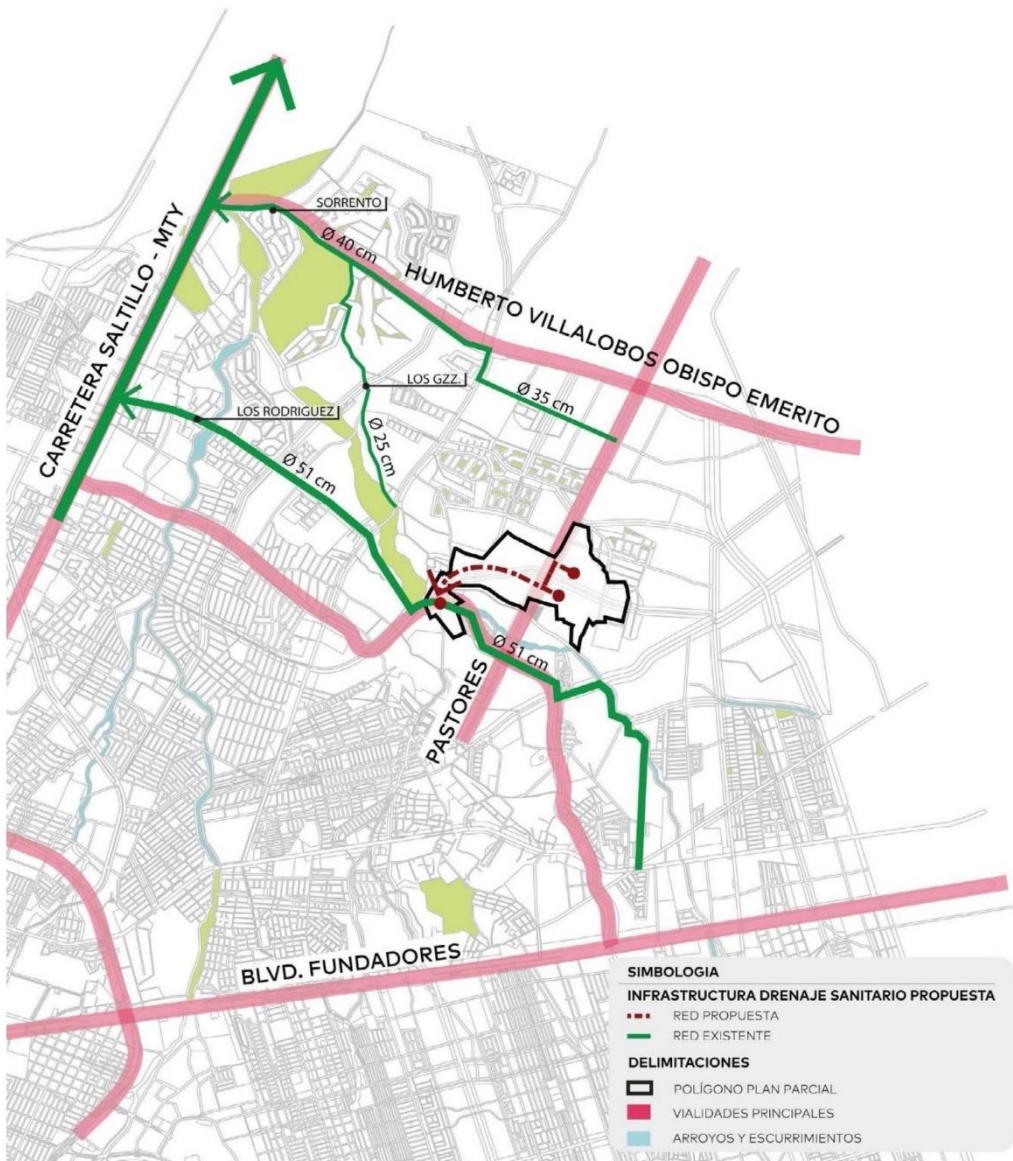 SORRENTO
Ø 40 cm
CARRETERA SALTILLO - MTY
HUMBERTO VILLALOBOS OBISPO EMERITO
LOS GZZ.
Ø 35 cm
LOS RODRIGUEZ
Ø 25 cm
Ø 51 cm
Ø 51 cm
PASTORES
BLVD. FUNDADORES
SIMBOLOGIA
INFRASTRUCTURA DRENAJE SANITARIO PROPUESTA
RED PROPUESTA
RED EXISTENTE
DELIMITACIONES
POLÍGONO PLAN PARCIAL
VIALIDADES PRINCIPALES
ARROYOS Y ESCURRIMIENTOS